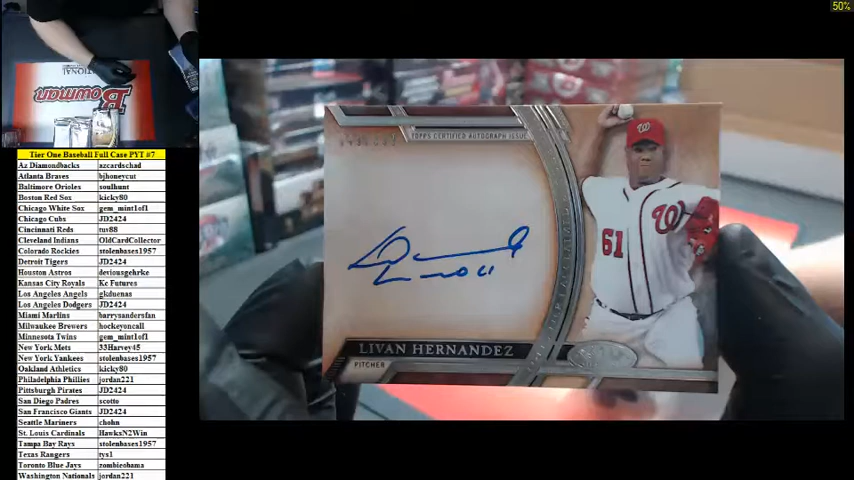 50%
NATIONAL
Bowman
B
Tier One Baseball Full Case PYT #7
Az Diamondbacks azcardschad
Atlanta Braves bjhoneycut
Baltimore Orioles soulhunt
Boston Red Sox kicky80
Chicago White Sox gem_mint1of1
Chicago Cubs JD2424
Cincinnati Reds tuv88
Cleveland Indians OldCardCollector
Colorado Rockies stolenbases1957
Detroit Tigers JD2424
Houston Astros deviousgehrke
Kansas City Royals Kc Futures
Los Angeles Angels gkduenas
Los Angeles Dodgers JD2424
Miami Marlins barrysandersfan
Milwaukee Brewers hockeyoncall
Minnesota Twins gem_mint1of1
New York Mets 33Harvey45
New York Yankees stolenbases1957
Oakland Athletics kicky80
Philadelphia Phillies jordan221
Pittsburgh Pirates JD2424
San Diego Padres scotto
San Francisco Giants JD2424
Seattle Mariners chohn
St. Louis Cardinals HawksN2Win
Tampa Bay Rays stolenbases1957
Texas Rangers tys1
Toronto Blue Jays zombieobama
Washington Nationals jordan221
TOPPS CERTIFIED AUTOGRAPH ISSUE
W
W
61
LIVAN HERNANDEZ
PITCHER